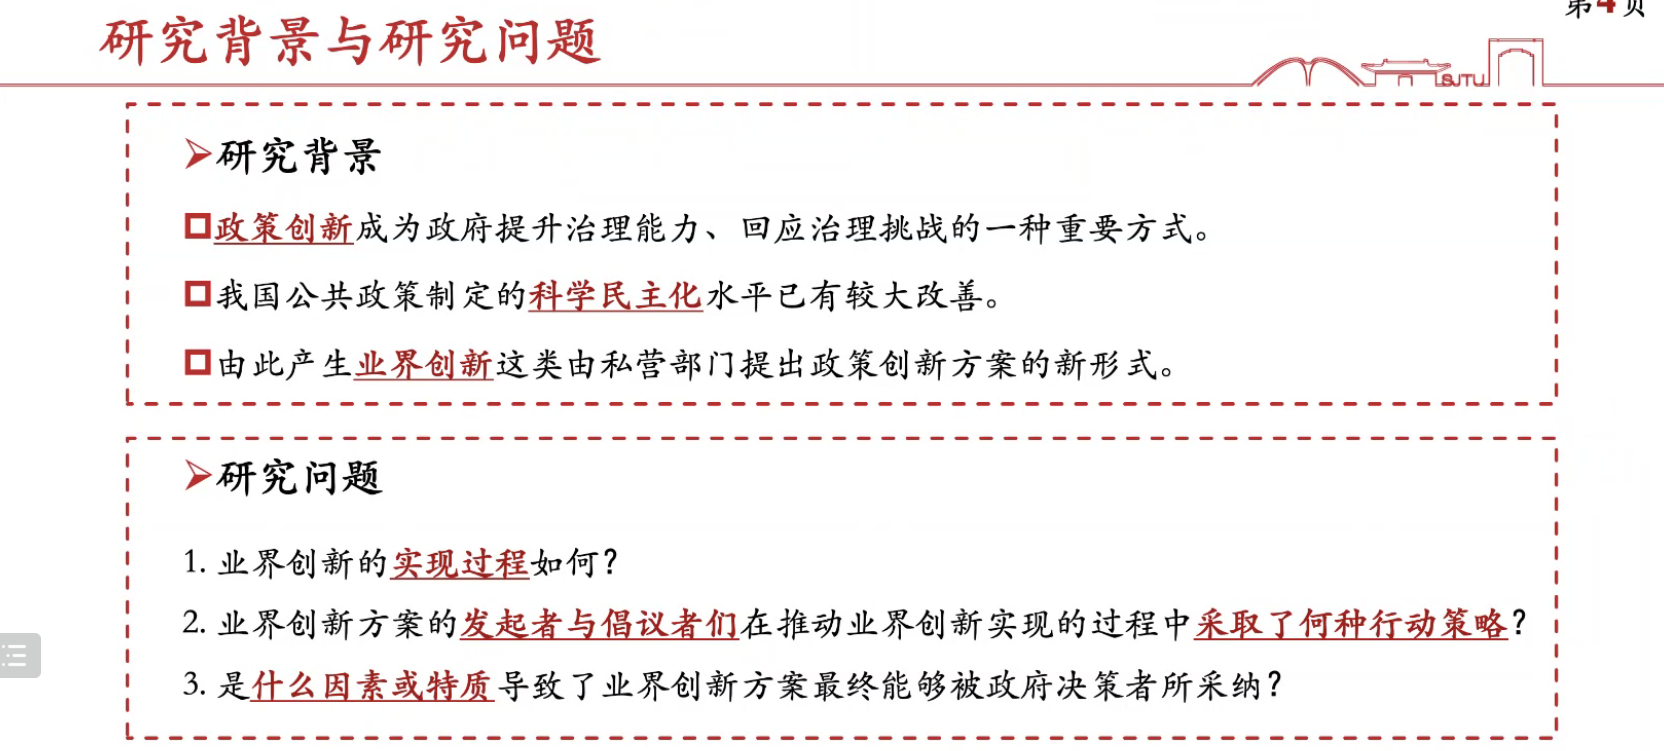 第4页
研究背景与研究问题
SJTU
研究背景
政策创新成为政府提升治理能力、回应治理挑战的一种重要方式。
我国公共政策制定的科学民主化水平已有较大改善。
由此产生业界创新这类由私营部门提出政策创新方案的新形式。
研究问题
1. 业界创新的实现过程如何?
2. 业界创新方案的发起者与倡议者们在推动业界创新实现的过程中采取了何种行动策略?
3. 是什么因素或特质导致了业界创新方案最终能够被政府决策者所采纳?